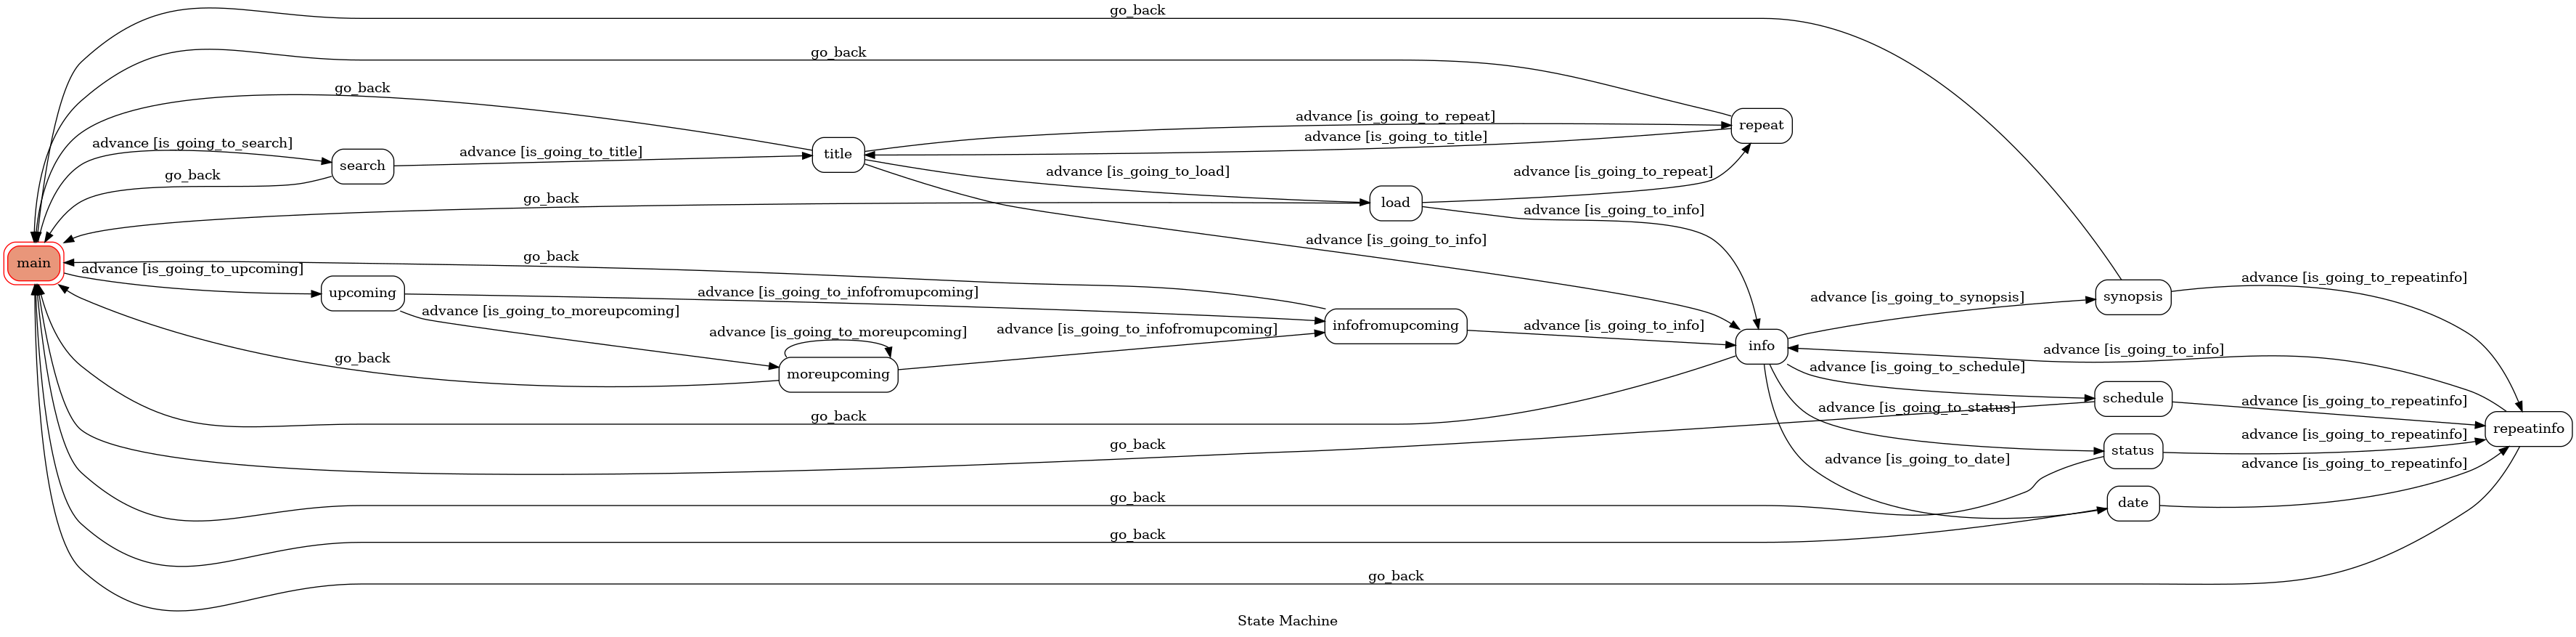 go_back
go_back
go_back
advance [is_going_to_repeat]
repeat
advance [is_going_to_title]
advance [is_going_to_search]
advance [is_going_to_title]
title
search
go_back
advance [is_going_to_load]
advance [is_going_to_repeat]
go_back
load
advance [is_going_to_info]
advance [is_going_to_info]
go_back
main
advance [is_going_to_upcoming]
upcoming
advance [is_going_to_infofromupcoming]
advance [is_going_to_moreupcoming]
advance [is_going_to_moreupcoming]
advance [is_going_to_infofromupcoming]
infofromupcoming
advance [is_going_to_info]
go_back
moreupcoming
info
advance [is_going_to_synopsis]
synopsis
advance [is_going_to_repeatinfo]
advance [is_going_to_info]
advance [is_going_to_schedule]
schedule
advance [is_going_to_repeatinfo]
advance [is_going_to_status]
go_back
repeatinfo
go_back
advance [is_going_to_repeatinfo]
status
advance [is_going_to_date]
advance [is_going_to_repeatinfo]
go_back
date
go_back
go_back
State Machine